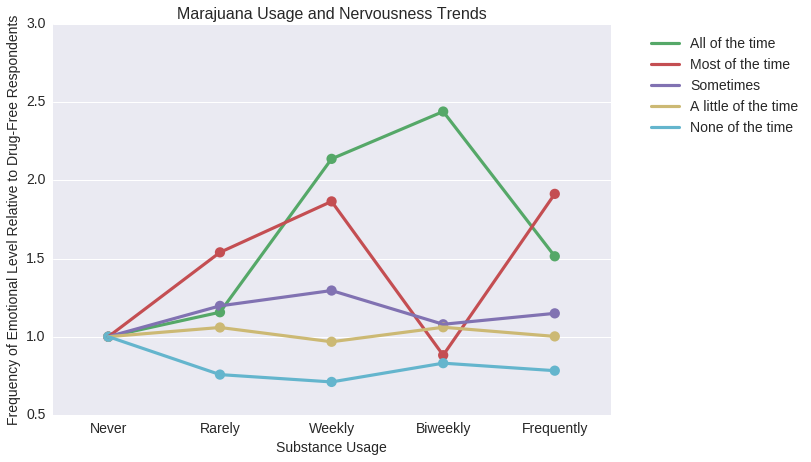 Marajuana Usage and Nervousness Trends
Frequency of Emotional Level Relative to Drug-Free Respondents
3.0
2.5
2.0
1.5
1.0
0.5
Never
Rarely
Weekly
Biweekly
Frequently
Substance Usage
All of the time
Most of the time
Sometimes
A little of the time
None of the time